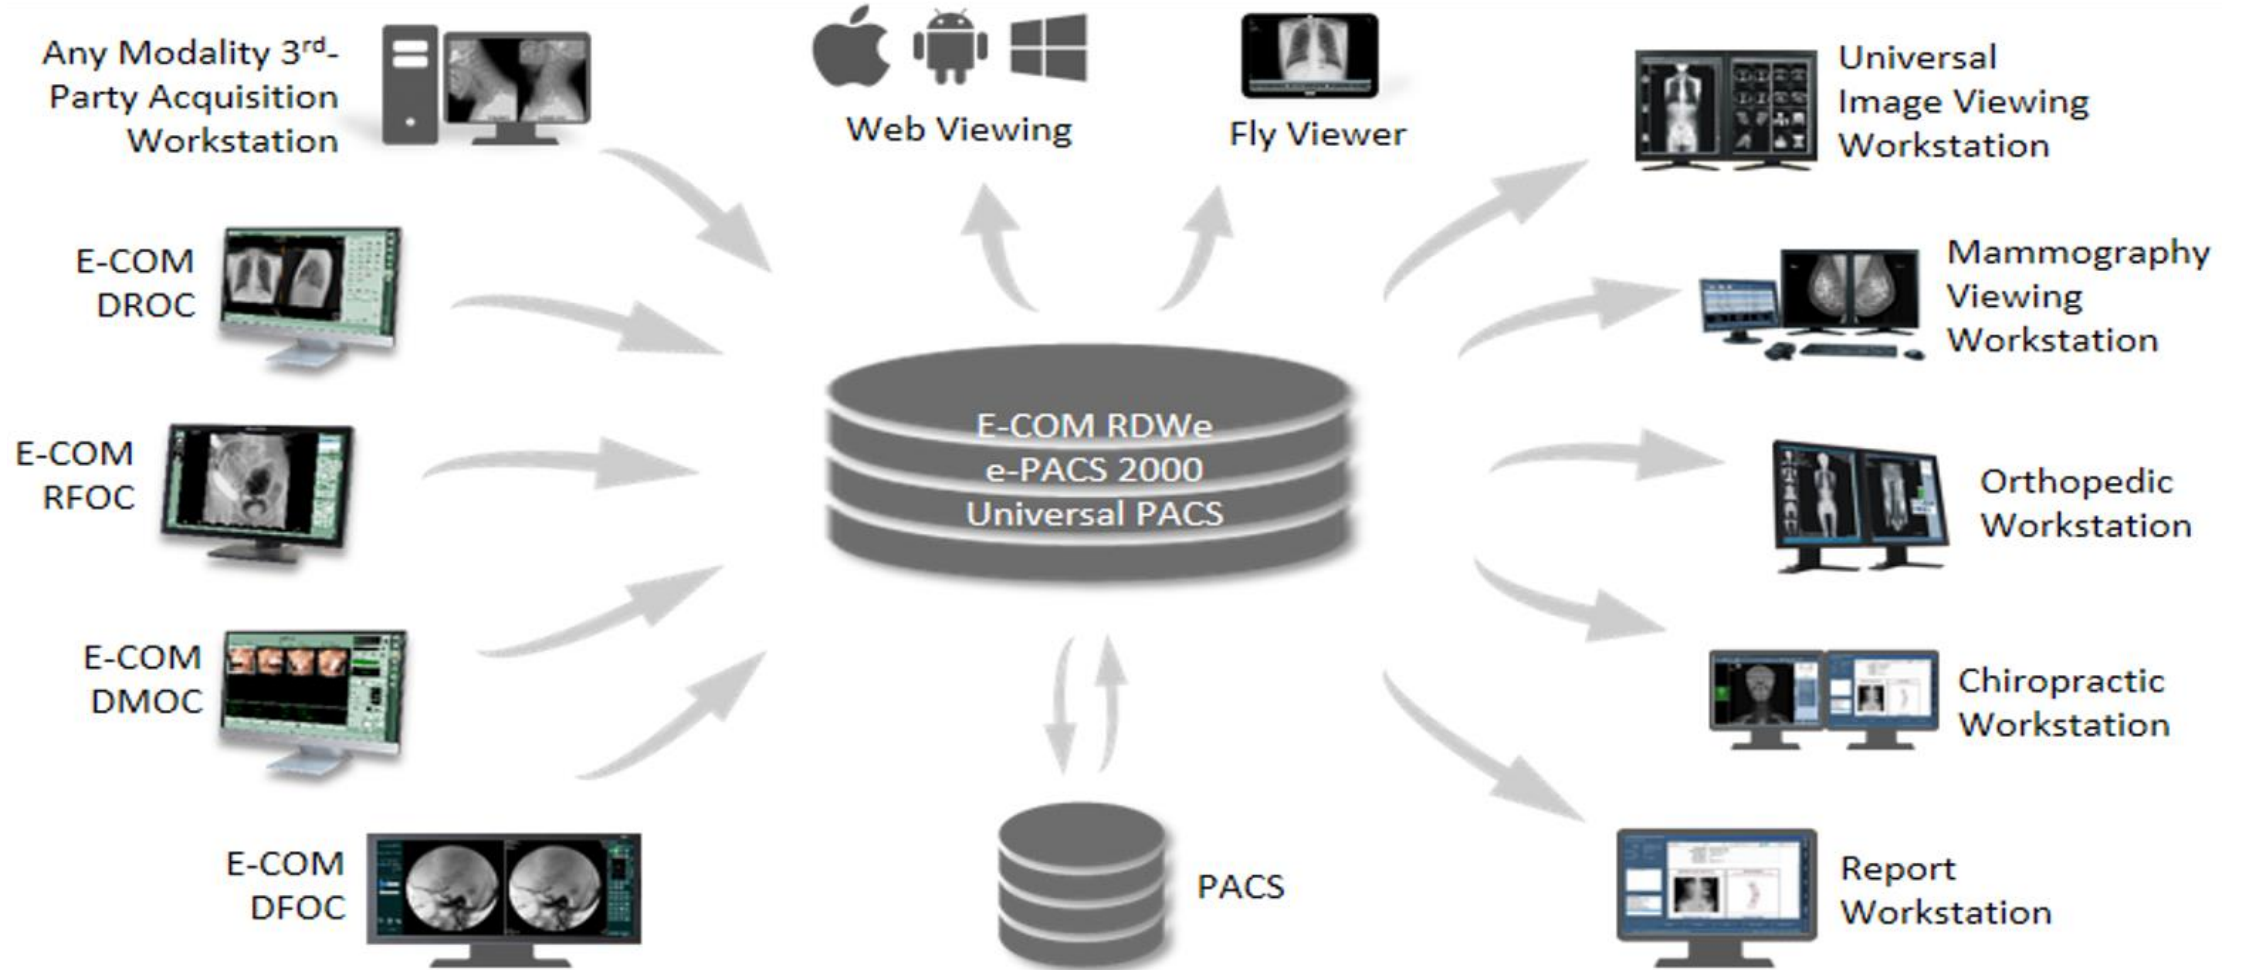 Any Modality 3rd-
Party Acquisition
Workstation
Web Viewing
Fly Viewer
Universal
Image Viewing
Workstation
E-COM
DROC
Mammography
Viewing
Workstation
E-COM
RFOC
E-COM RDWe
e-PACS 2000
Universal PACS
Orthopedic
Workstation
E-COM
DMOC
Chiropractic
Workstation
E-COM
DFOC
PACS
Report
Workstation